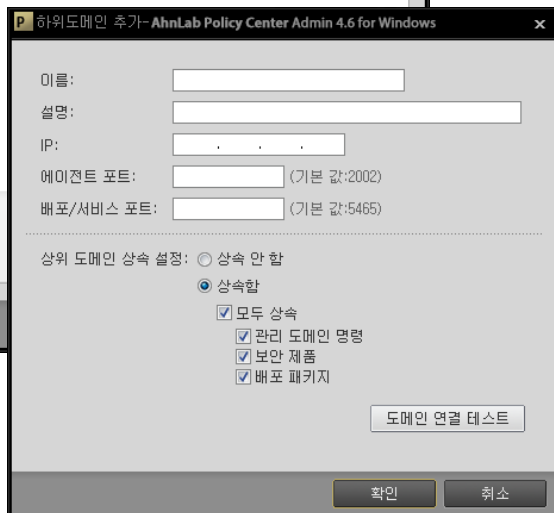 하위도메인 추가- AhnLab Policy Center Admin 4.6 for Windows
이름:
설명:
IP: . . .
에이전트 포트: (기본 값:2002)
배포/서비스 포트: (기본 값:5465)
상위 도메인 상속 설정: 상속 안 함
상속함
모두 상속
관리 도메인 명령
보안 제품
배포 패키지
도메인 연결 테스트
확인 취소